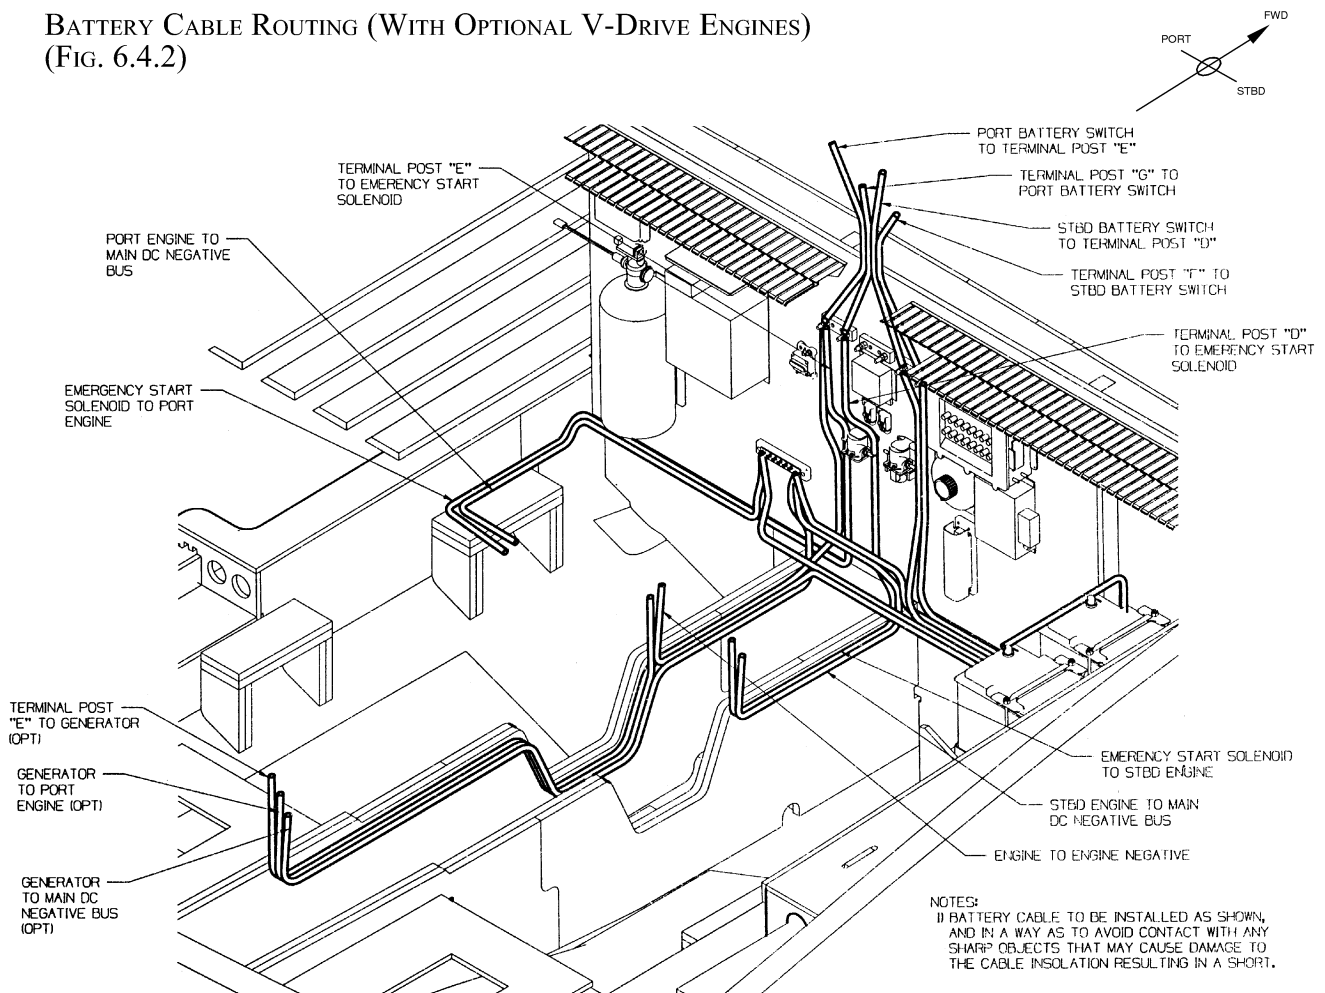 BATTERY CABLE ROUTING (WITH OPTIONAL V-DRIVE ENGINES)
(FIG. 6.4.2)
FWD
PORT
STBD
PORT BATTERY SWITCH
TO TERMINAL POST "E"
TERMINAL POST "E"
TO EMERENCY START
SOLENOID
TERMINAL POST "G" TO
PORT BATTERY SWITCH
STBD BATTERY SWITCH
TO TERMINAL POST "D"
PORT ENGINE TO
MAIN DC NEGATIVE
BUS
TERMINAL POST "F" TO
STBD BATTERY SWITCH
TERMINAL POST "D"
TO EMERENCY START
SOLENOID
EMERGENCY START
SOLENOID TO PORT
ENGINE
TERMINAL POST
"E" TO GENERATOR
(OPT)
GENERATOR
TO PORT
ENGINE (OPT)
GENERATOR
TO MAIN DC
NEGATIVE BUS
(OPT)
EMERENCY START SOLENOID
TO STBD ENGINE
STBD ENGINE TO MAIN
DC NEGATIVE BUS
ENGINE TO ENGINE NEGATIVE
NOTES:
1) BATTERY CABLE TO BE INSTALLED AS SHOWN,
AND IN A WAY AS TO AVOID CONTACT WITH ANY
SHARP OBJECTS THAT MAY CAUSE DAMAGE TO
THE CABLE INSOLATION RESULTING IN A SHORT.